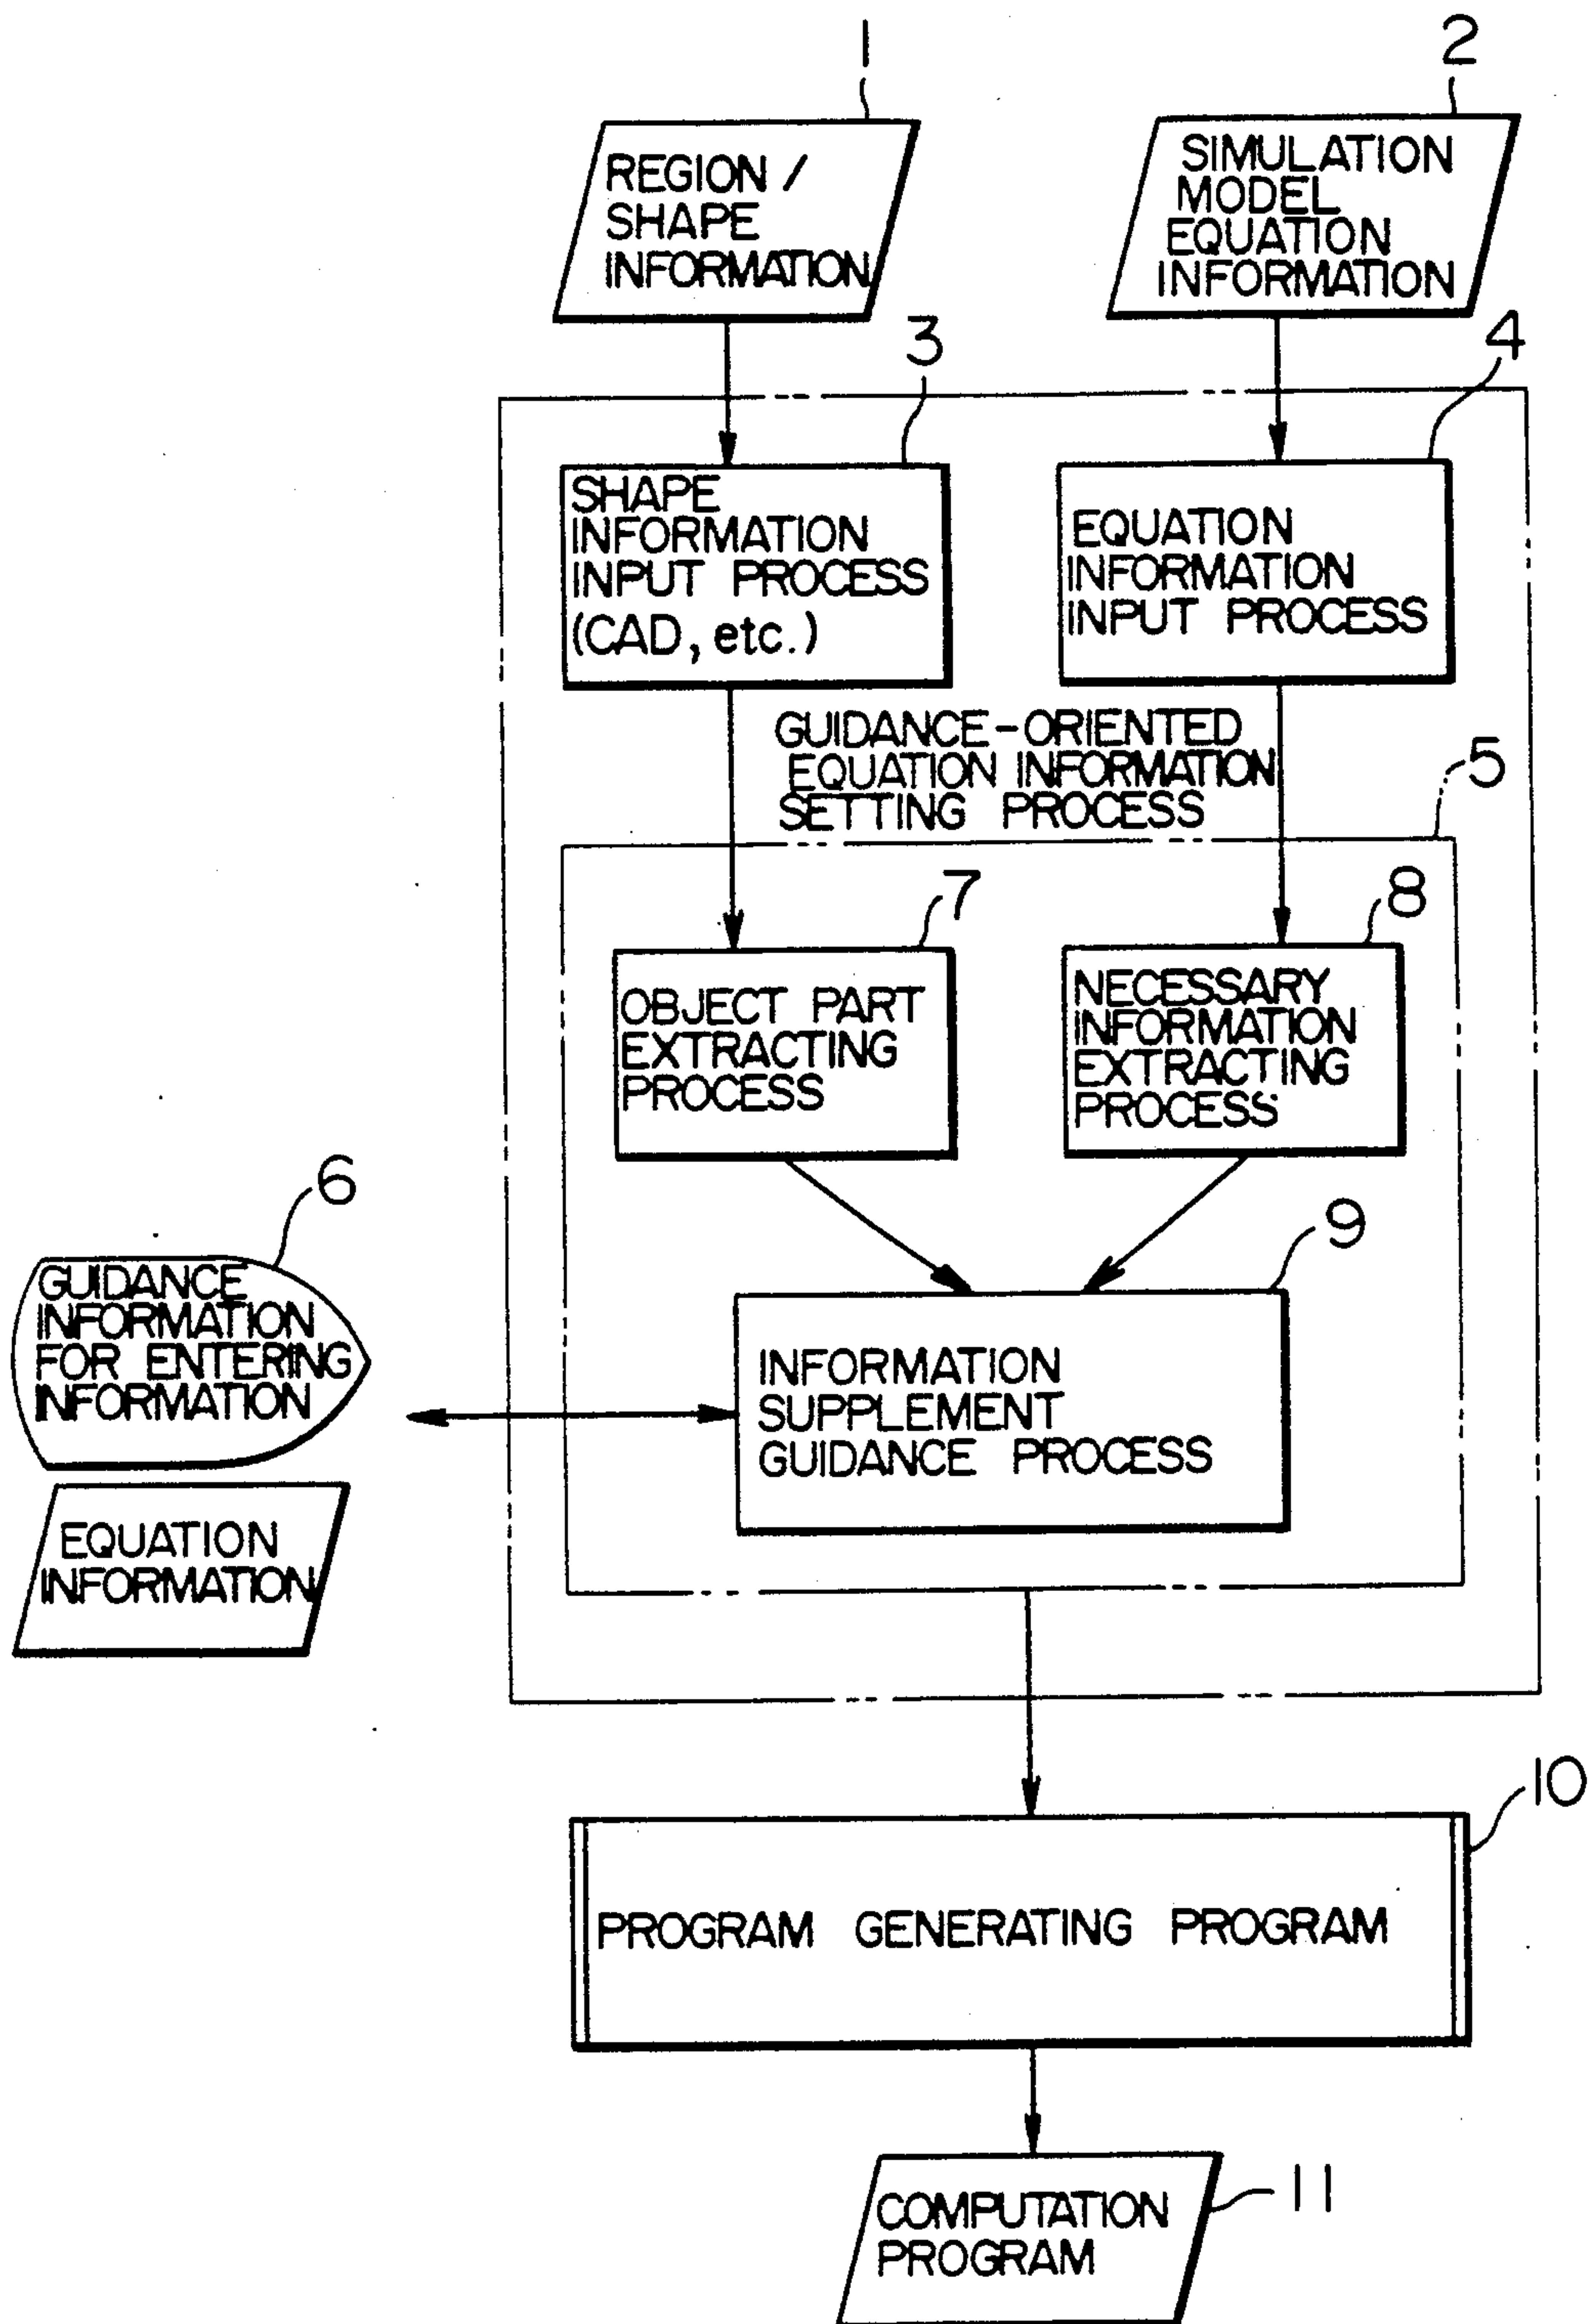 1
2
REGION /
SHAPE
INFORMATION
SIMULATION
MODEL
EQUATION
INFORMATION
3
4
SHAPE
INFORMATION
INPUT PROCESS
(CAD, etc.)
EQUATION
INFORMATION
INPUT PROCESS
GUIDANCE-ORIENTED
EQUATION INFORMATION
SETTING PROCESS
5
7
8
OBJECT PART
EXTRACTING
PROCESS
NECESSARY
INFORMATION
EXTRACTING
PROCESS
6
9
GUIDANCE
INFORMATION
FOR ENTERING
INFORMATION
INFORMATION
SUPPLEMENT
GUIDANCE PROCESS
EQUATION
INFORMATION
10
PROGRAM GENERATING PROGRAM
11
COMPUTATION
PROGRAM